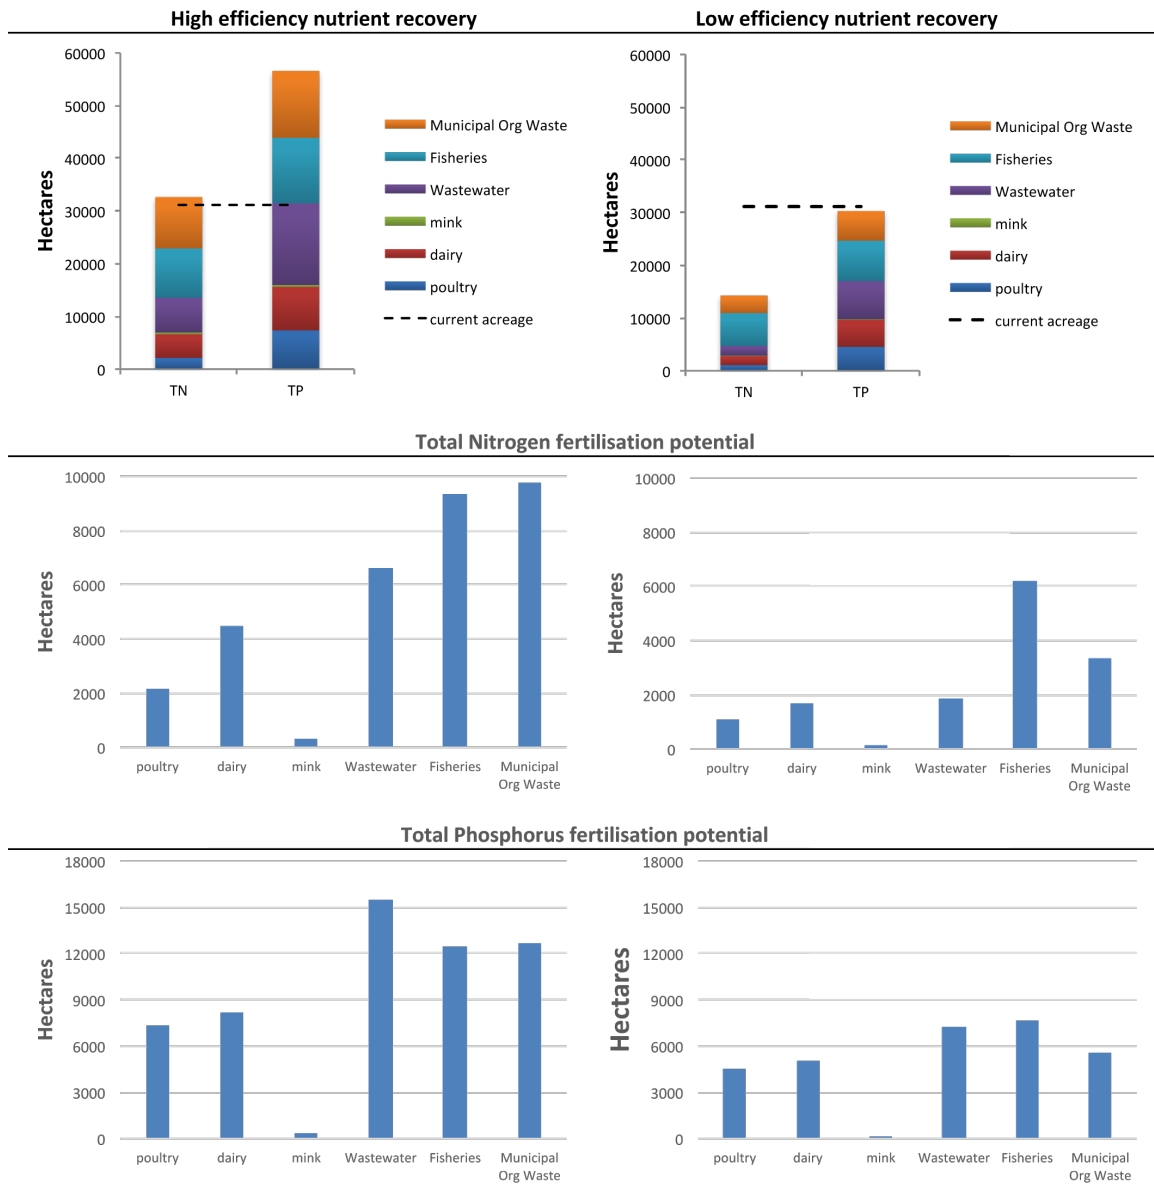 High efficiency nutrient recovery
Low efficiency nutrient recovery
60000
50000
40000
30000
20000
10000
0
Hectares
TN
TP
Municipal Org Waste
Fisheries
Wastewater
mink
dairy
poultry
current acreage
60000
50000
40000
30000
20000
10000
0
Hectares
TN
TP
Municipal Org Waste
Fisheries
Wastewater
mink
dairy
poultry
current acreage
Total Nitrogen fertilisation potential
10000
8000
6000
4000
2000
0
Hectares
poultry
dairy
mink
Wastewater
Fisheries
Municipal
Org Waste
10000
8000
6000
4000
2000
0
Hectares
poultry
dairy
mink
Wastewater
Fisheries
Municipal
Org Waste
Total Phosphorus fertilisation potential
18000
15000
12000
9000
6000
3000
0
Hectares
poultry
dairy
mink
Wastewater
Fisheries
Municipal
Org Waste
18000
15000
12000
9000
6000
3000
0
Hectares
poultry
dairy
mink
Wastewater
Fisheries
Municipal
Org Waste